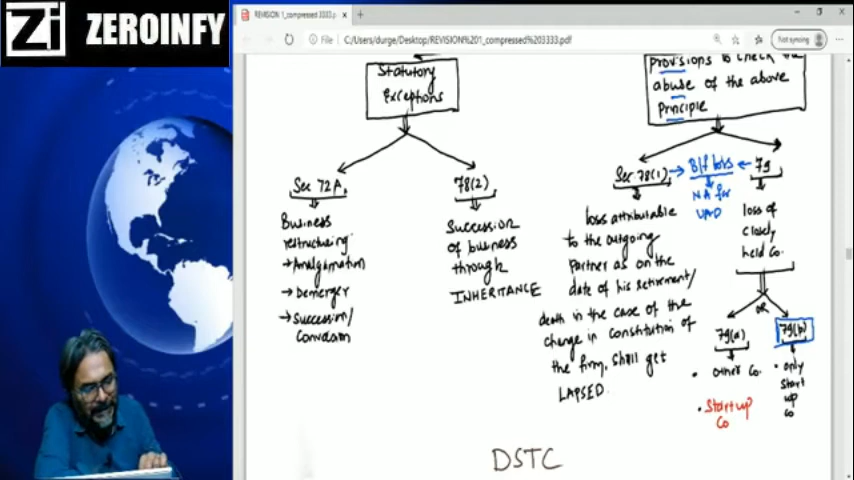 Zi ZEROINFY
REVISION 1_compressed 3333.p
File
C:/Users/durge/Desktop/REVISION%201_compressed%203333.pdf
Not syncing
Statutory
Exceptions
Sec 72A
Business
restructuring
→ Amalgamation
→ Demerger
→ Succession/
Conversion
78(2)
Succession
of business
through
INHERITANCE
provisions to check the
abuse of the above
Principle
Sec 78(1)
B/f loss
NA for
UAD
79
loss attributable
to the outgoing
Partner as on the
date of his retirement/
death in the case of the
change in constitution of
the firm, shall get
LAPSED.
loss of
closely
held Co.
OR
79(a)
• other Co.
• Start up
Co
79(b)
• only
start
up
co
DSTC